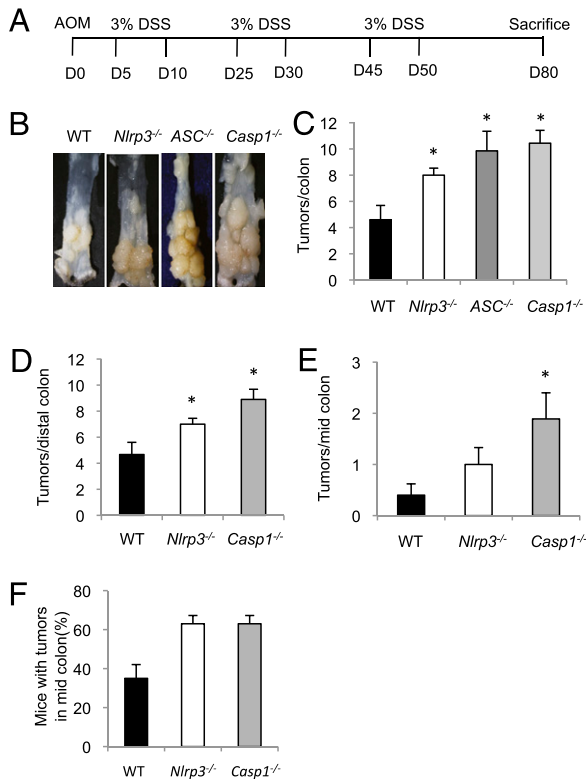 A
AOM 3% DSS 3% DSS 3% DSS Sacrifice
D0 D5 D10 D25 D30 D45 D50 D80
B
WT Nlrp3-/- ASC-/- Casp1-/-
C
Tumors/colon
12
10
8
6
4
2
0
* * *
WT Nlrp3-/- ASC-/- Casp1-/-
D
Tumors/distal colon
12
10
8
6
4
2
0
* *
WT Nlrp3-/- Casp1-/-
E
Tumors/mid colon
3
2
1
0
*
WT Nlrp3-/- Casp1-/-
F
Mice with tumors
in mid colon(%)
80
60
40
20
0
WT Nlrp3-/- Casp1-/-